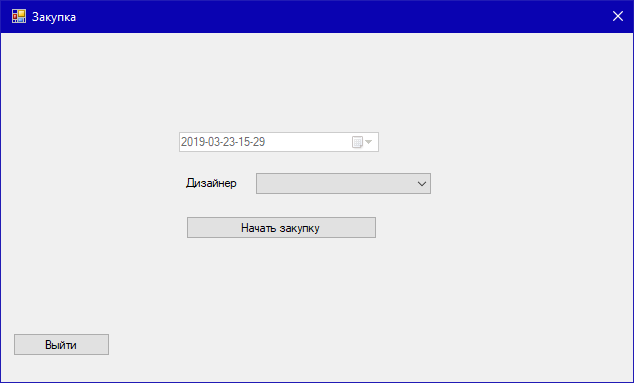 Закупка
2019-03-23-15-29
Дизайнер
Начать закупку
Выйти